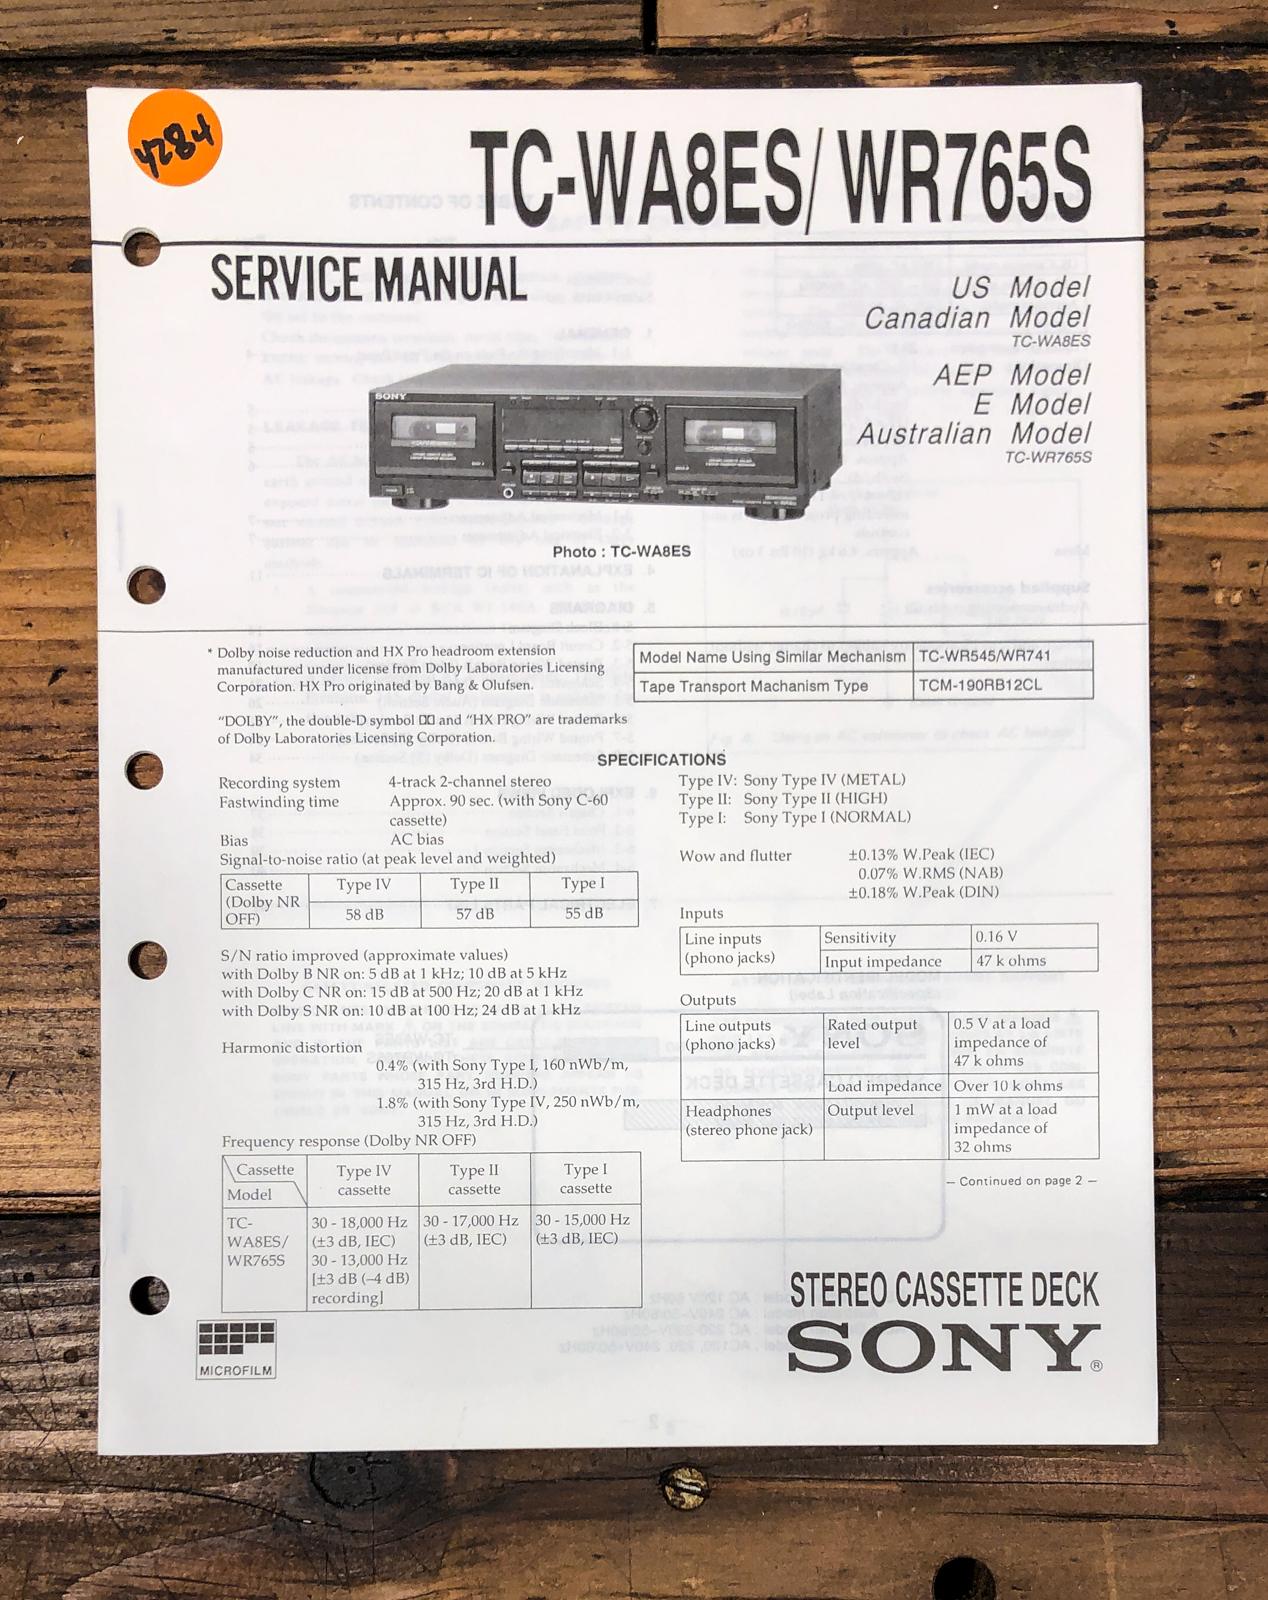 4284
TC-WA8ES/WR765S
SERVICE MANUAL
US Model
Canadian Model
TC-WA8ES
AEP Model
E Model
Australian Model
TC-WR765S
SONY
Photo : TC-WA8ES
* Dolby noise reduction and HX Pro headroom extension
manufactured under license from Dolby Laboratories Licensing
Corporation. HX Pro originated by Bang & Olufsen.
"DOLBY", the double-D symbol and "HX PRO" are trademarks
of Dolby Laboratories Licensing Corporation.
Model Name Using Similar Mechanism TC-WR545/WR741
Tape Transport Machanism Type TCM-190RB12CL
SPECIFICATIONS
Recording system 4-track 2-channel stereo
Fastwinding time Approx. 90 sec. (with Sony C-60
cassette)
Bias AC bias
Signal-to-noise ratio (at peak level and weighted)
Cassette Type IV Type II Type I
(Dolby NR
OFF) 58 dB 57 dB 55 dB
S/N ratio improved (approximate values)
with Dolby B NR on: 5 dB at 1 kHz; 10 dB at 5 kHz
with Dolby C NR on: 15 dB at 500 Hz; 20 dB at 1 kHz
with Dolby S NR on: 10 dB at 100 Hz; 24 dB at 1 kHz
Harmonic distortion
0.4% (with Sony Type I, 160 nWb/m,
315 Hz, 3rd H.D.)
1.8% (with Sony Type IV, 250 nWb/m,
315 Hz, 3rd H.D.)
Frequency response (Dolby NR OFF)
Cassette Type IV Type II Type I
Model cassette cassette cassette
TC- 30 - 18,000 Hz 30 - 17,000 Hz 30 - 15,000 Hz
WA8ES/ (±3 dB, IEC) (±3 dB, IEC) (±3 dB, IEC)
WR765S 30 - 13,000 Hz
[±3 dB (–4 dB)
recording]
Type IV: Sony Type IV (METAL)
Type II: Sony Type II (HIGH)
Type I: Sony Type I (NORMAL)
Wow and flutter ±0.13% W.Peak (IEC)
0.07% W.RMS (NAB)
±0.18% W.Peak (DIN)
Inputs
Line inputs Sensitivity 0.16 V
(phono jacks) Input impedance 47 k ohms
Outputs
Line outputs Rated output 0.5 V at a load
(phono jacks) level impedance of
47 k ohms
Load impedance Over 10 k ohms
Headphones Output level 1 mW at a load
(stereo phone jack) impedance of
32 ohms
— Continued on page 2 —
MICROFILM
STEREO CASSETTE DECK
SONY®